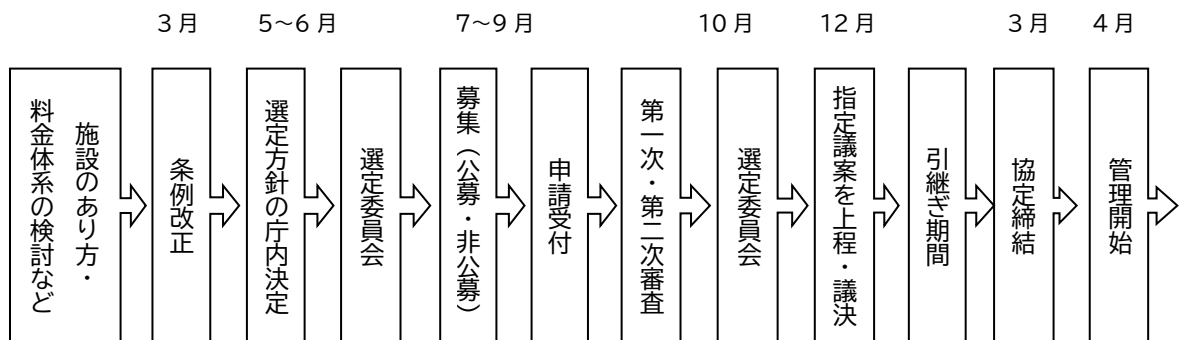 3月
5~6月
7~9月
10月
12月
3月
4月
施設のあり方・
料金体系の検討など
条例改正
選定方針の庁内決定
選定委員会
募集（公募・非公募）
申請受付
第一次・第二次審査
選定委員会
指定議案を上程・議決
引継ぎ期間
協定締結
管理開始